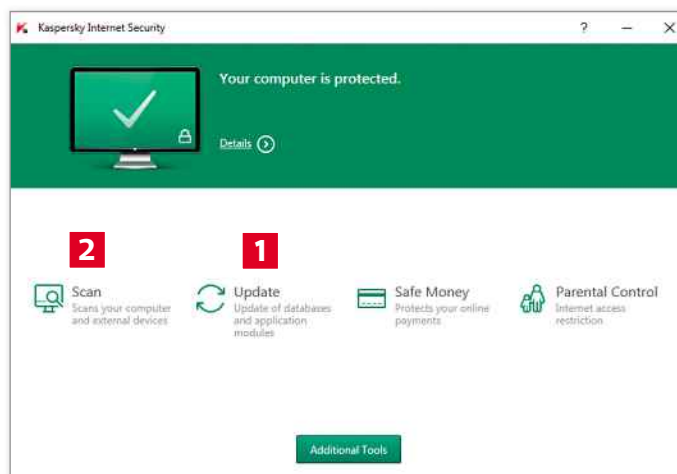 Kaspersky Internet Security
?
Your computer is protected.
Details
2
1
Scan
Scans your computer
and external devices
Update
Update of databases
and application
modules
Safe Money
Protects your online
payments
Parental Control
Internet access
restriction
Additional Tools